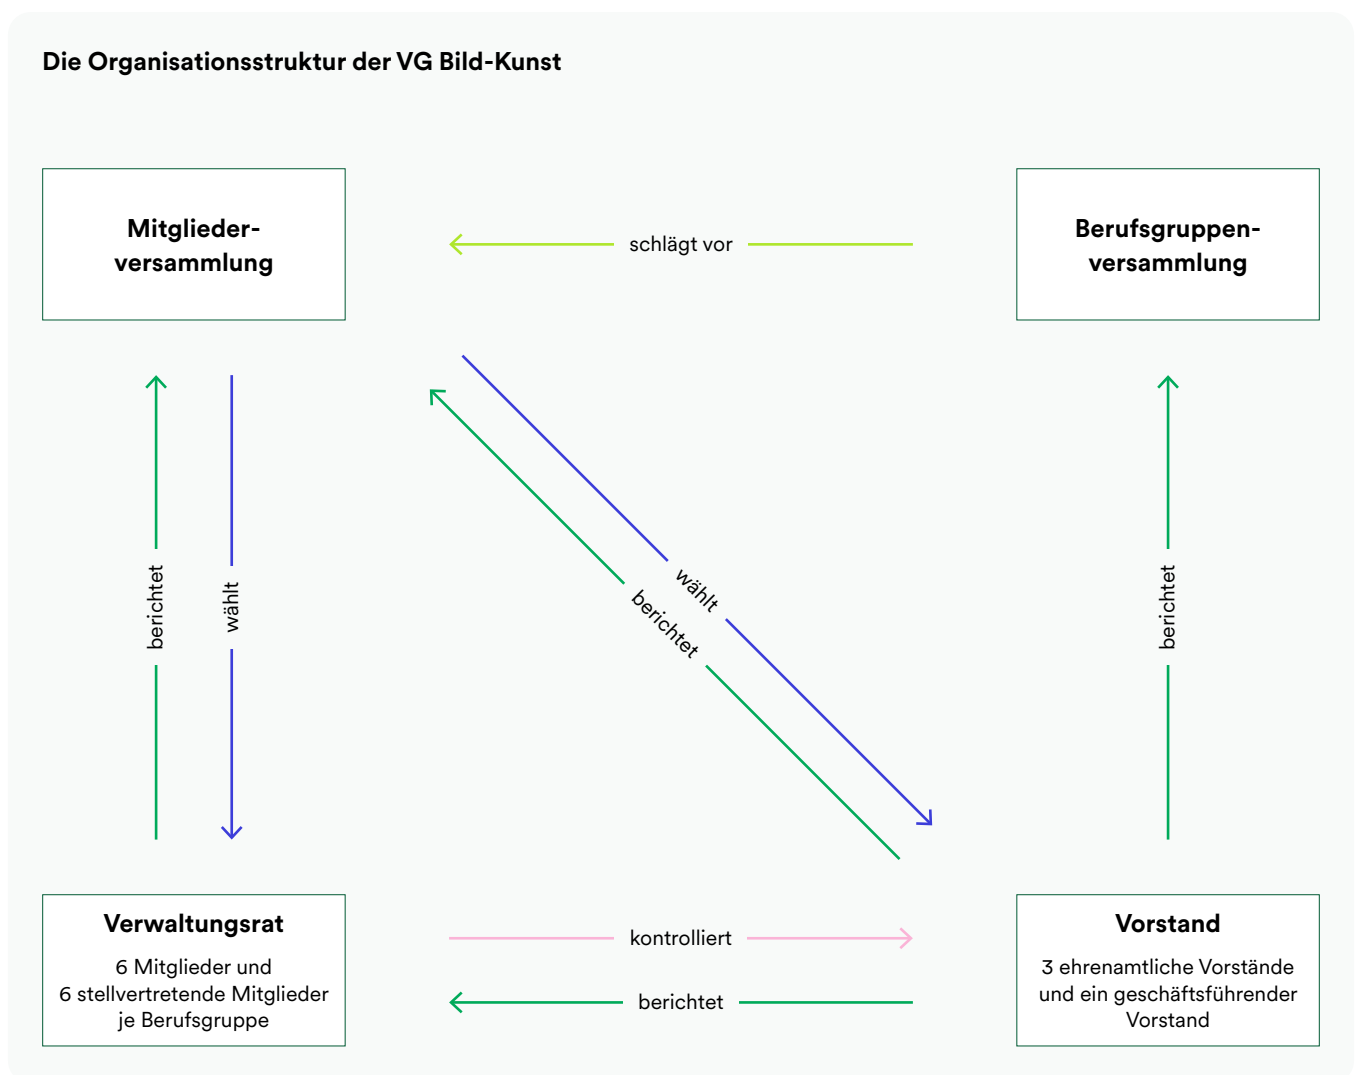 Die Organisationsstruktur der VG Bild-Kunst
Mitglieder-
versammlung
schlägt vor
Berufsgruppen-
versammlung
berichtet
wählt
wählt
berichtet
berichtet
Verwaltungsrat
6 Mitglieder und
6 stellvertretende Mitglieder
je Berufsgruppe
kontrolliert
berichtet
Vorstand
3 ehrenamtliche Vorstände
und ein geschäftsführender
Vorstand